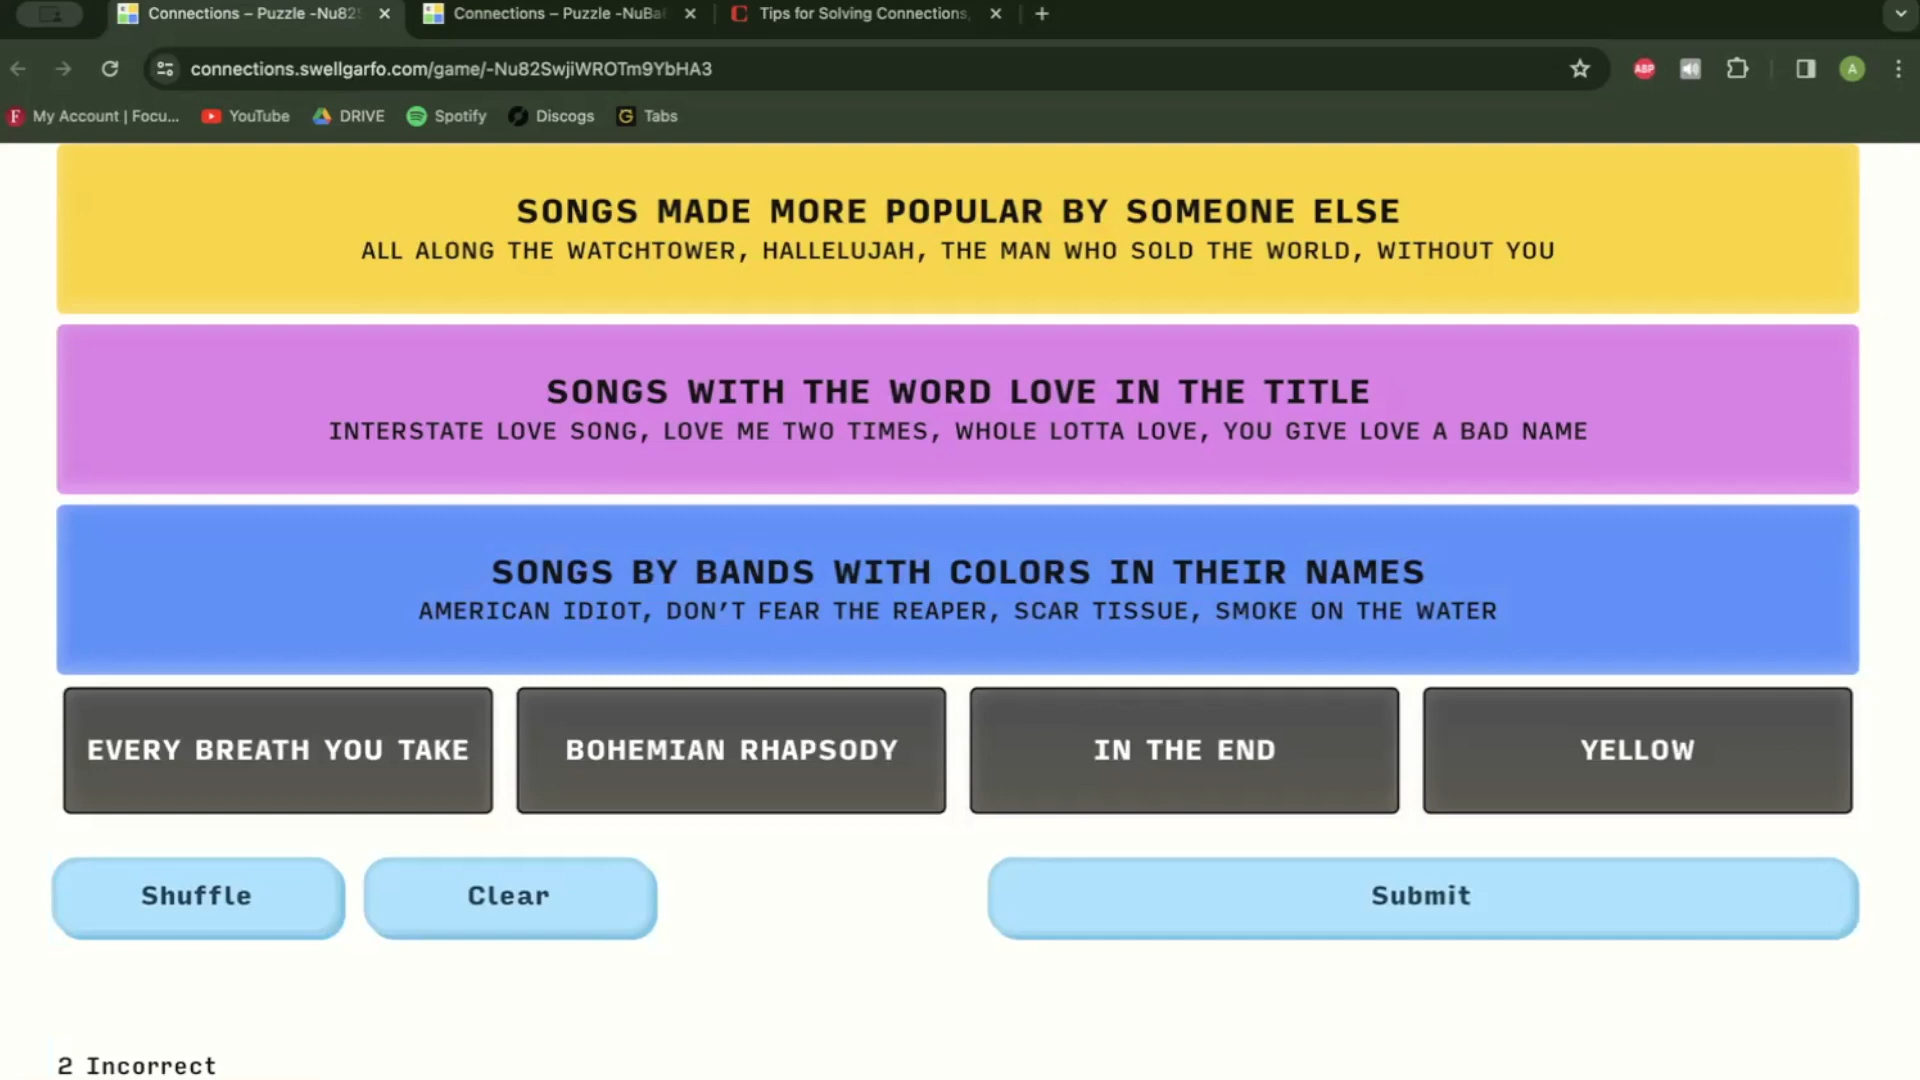 Connections – Puzzle -Nu82S
Connections – Puzzle -NuBa
Tips for Solving Connections,
connections.swellgarfo.com/game/-Nu82SwjiWROTm9YbHA3
ABP
A
My Account | Focu...
YouTube
DRIVE
Spotify
Discogs
Tabs
SONGS MADE MORE POPULAR BY SOMEONE ELSE
ALL ALONG THE WATCHTOWER, HALLELUJAH, THE MAN WHO SOLD THE WORLD, WITHOUT YOU
SONGS WITH THE WORD LOVE IN THE TITLE
INTERSTATE LOVE SONG, LOVE ME TWO TIMES, WHOLE LOTTA LOVE, YOU GIVE LOVE A BAD NAME
SONGS BY BANDS WITH COLORS IN THEIR NAMES
AMERICAN IDIOT, DON’T FEAR THE REAPER, SCAR TISSUE, SMOKE ON THE WATER
EVERY BREATH YOU TAKE
BOHEMIAN RHAPSODY
IN THE END
YELLOW
Shuffle
Clear
Submit
2 Incorrect